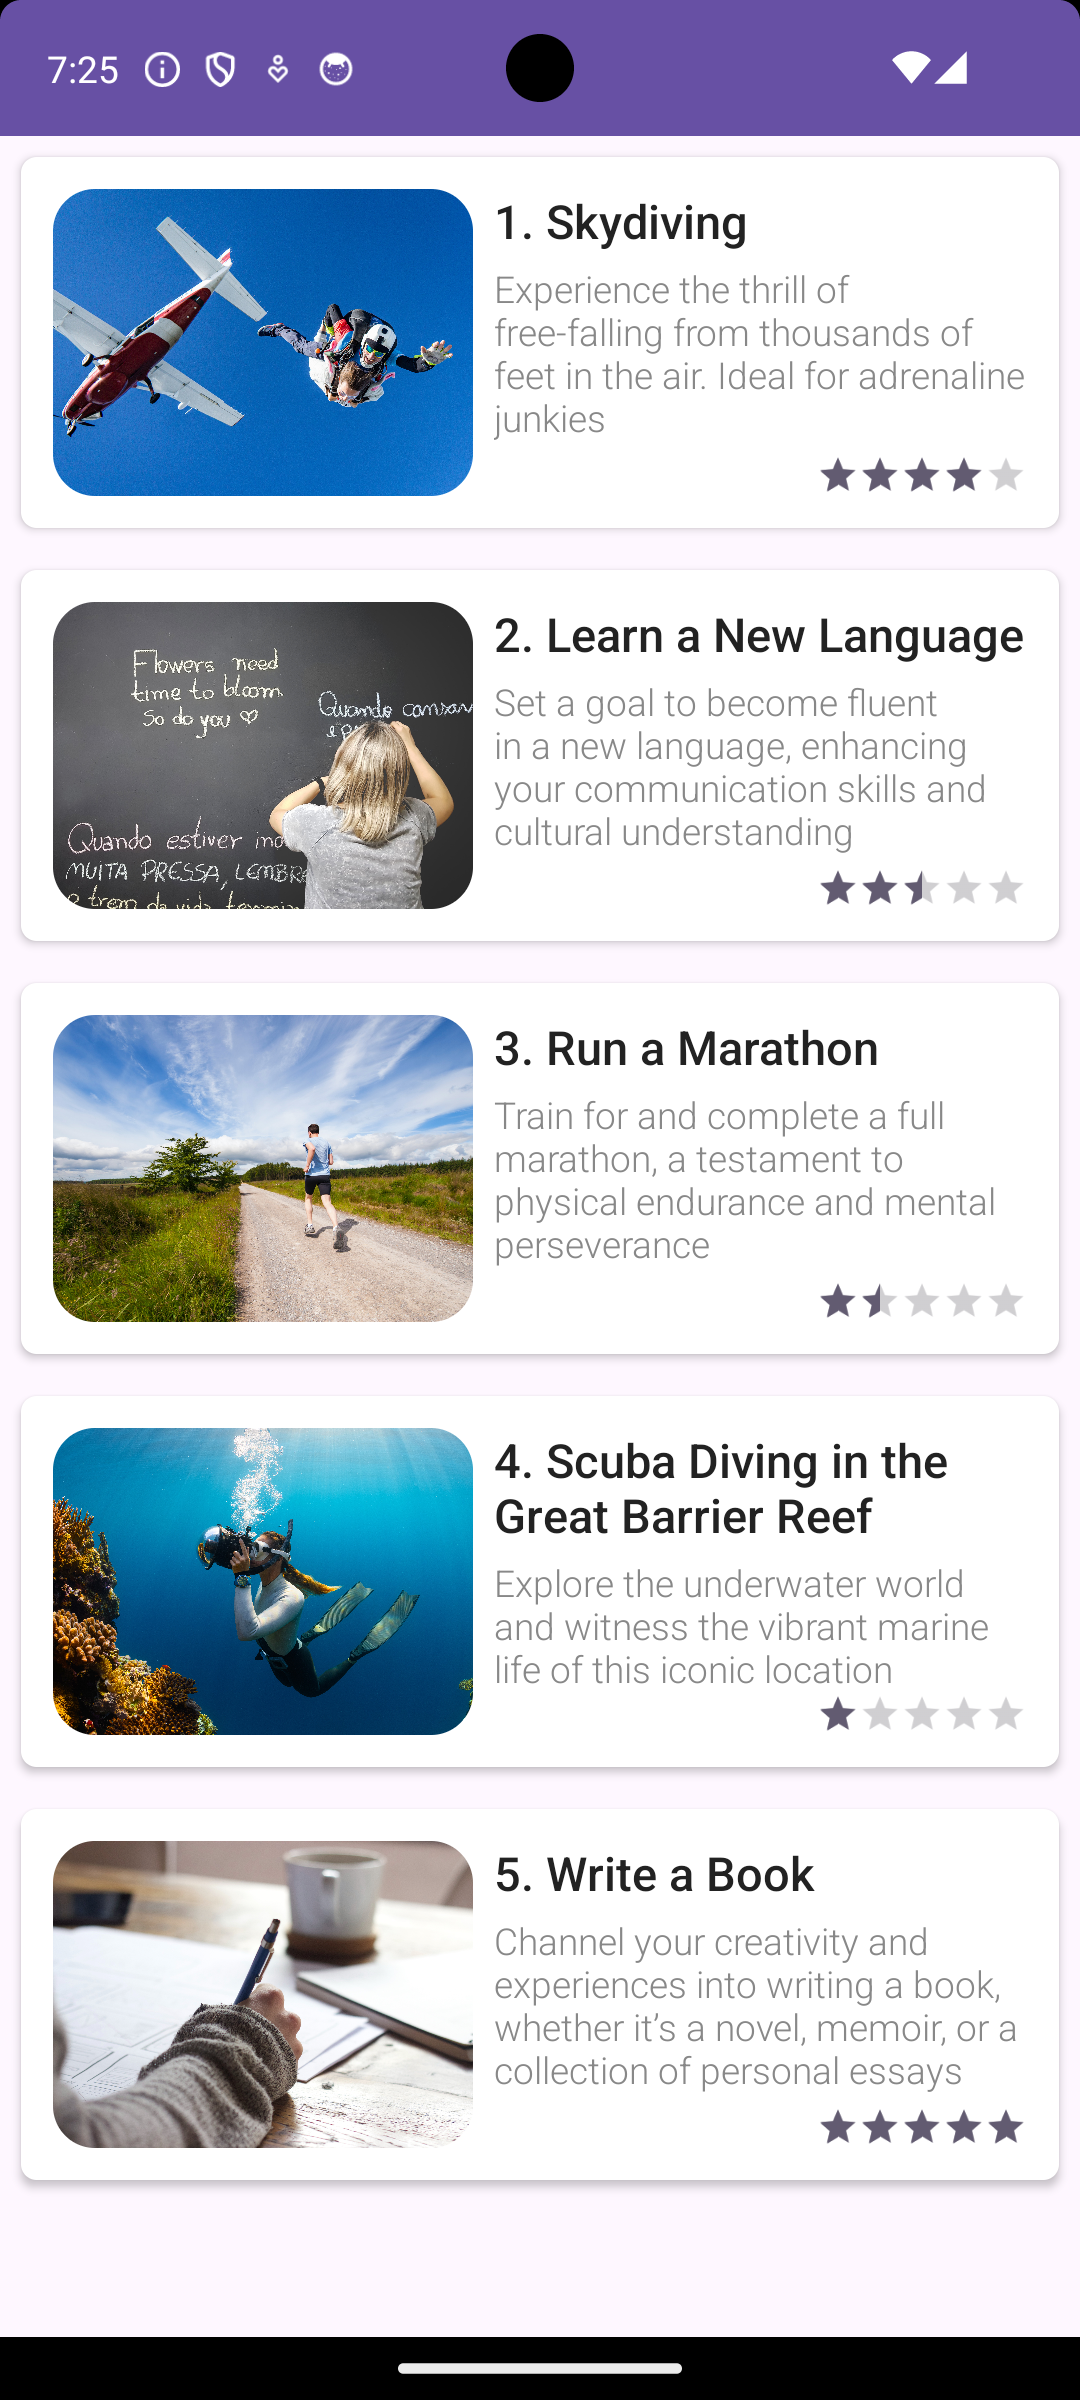 7:25
1. Skydiving
Experience the thrill of
free-falling from thousands of
feet in the air. Ideal for adrenaline
junkies
Flowers need
time to bloom
So do you ♡
Quando
Quando estiver
MUITA PRESSA, LEMBRE
2. Learn a New Language
Set a goal to become fluent
in a new language, enhancing
your communication skills and
cultural understanding
3. Run a Marathon
Train for and complete a full
marathon, a testament to
physical endurance and mental
perseverance
4. Scuba Diving in the
Great Barrier Reef
Explore the underwater world
and witness the vibrant marine
life of this iconic location
5. Write a Book
Channel your creativity and
experiences into writing a book,
whether it’s a novel, memoir, or a
collection of personal essays